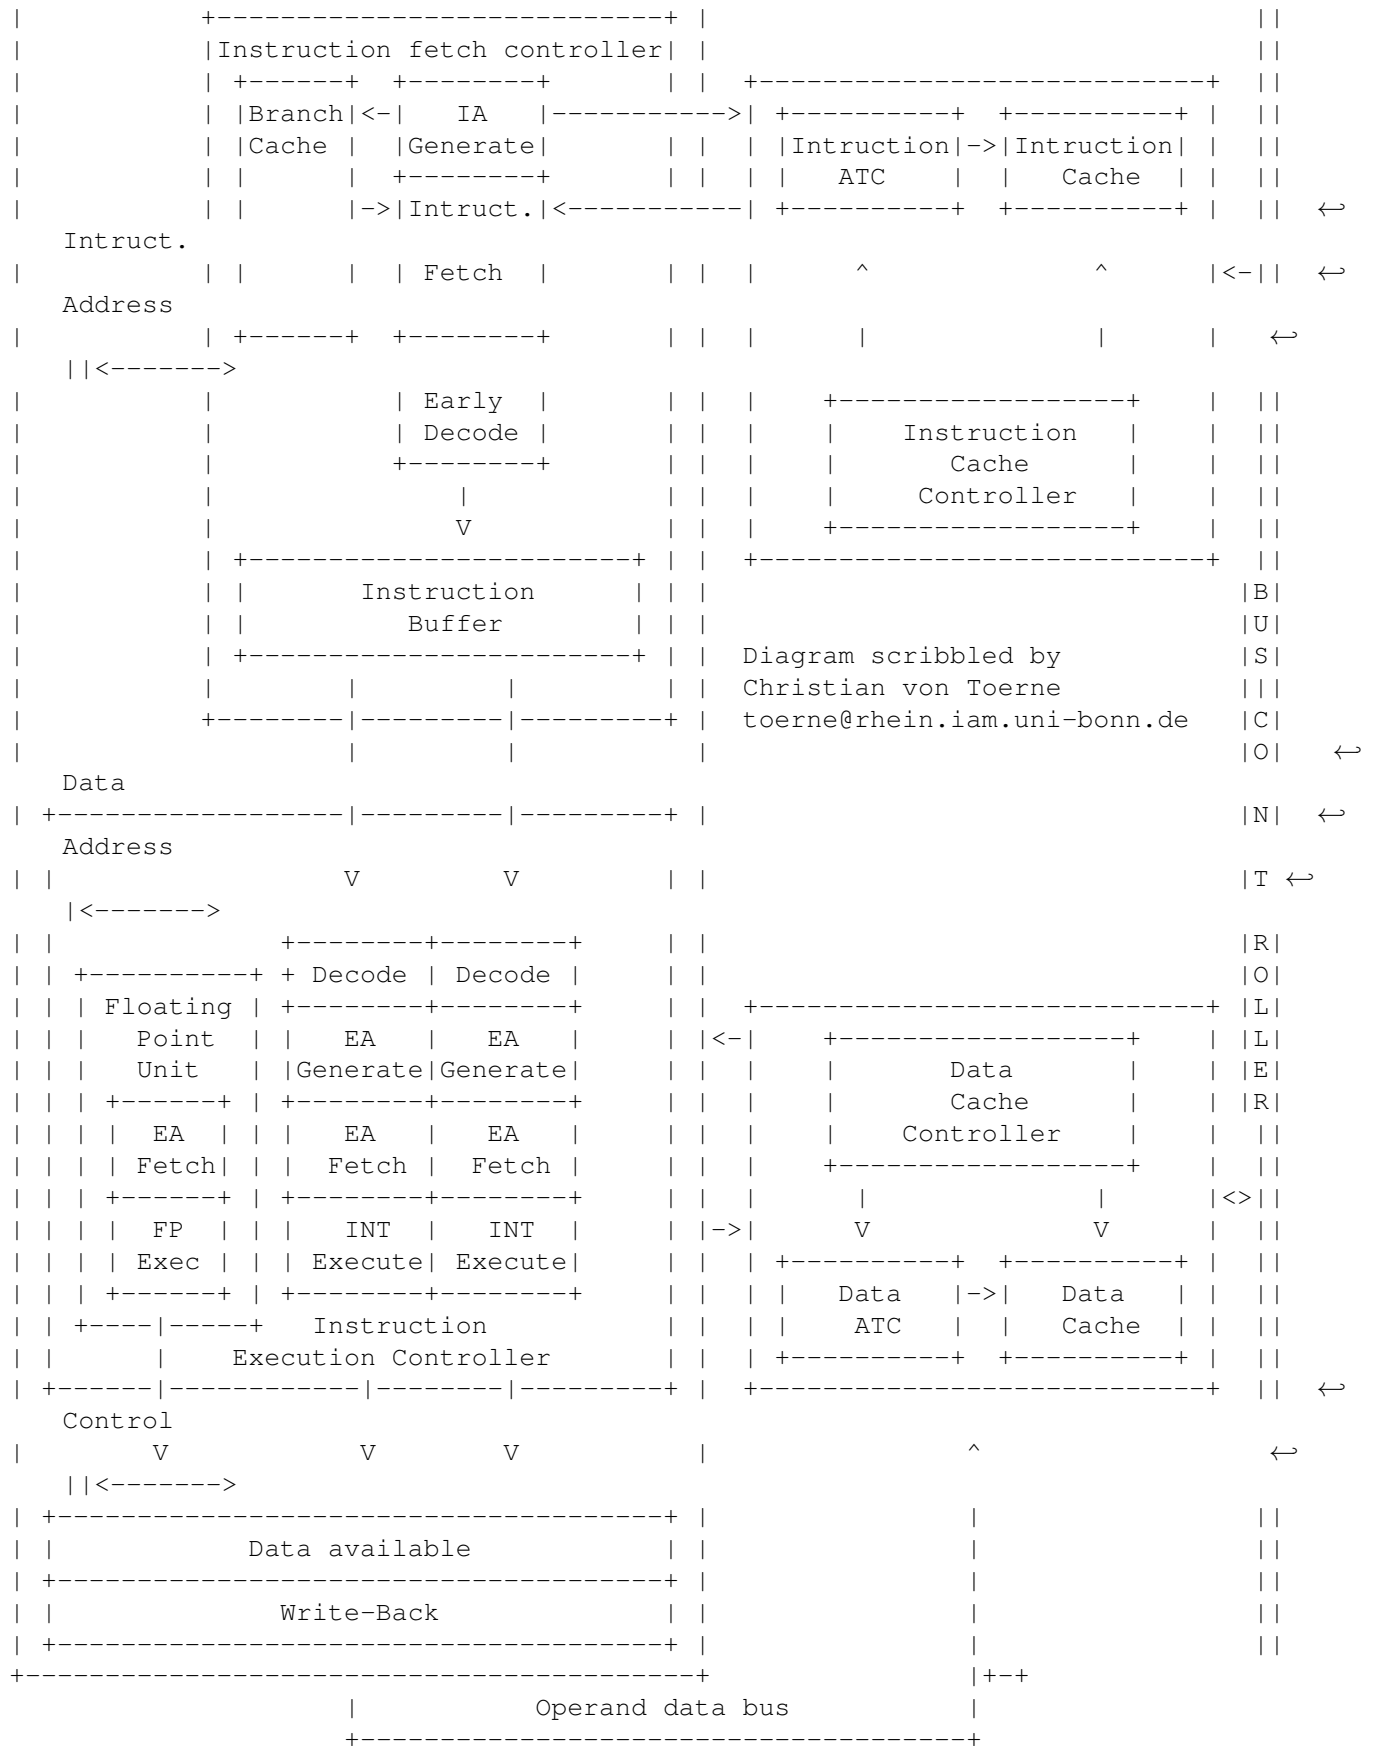 Instruction fetch controller
Branch <- IA ----------->
Cache Generate Intruction -> Intruction
ATC Cache
-> Intruct. <-----------
Intruct.
Fetch <-
Address
<------->
Early
Decode Instruction
Cache
Controller
V
Instruction B
Buffer U
Diagram scribbled by S
Christian von Toerne
toerne@rhein.iam.uni-bonn.de C
O
Data
N
Address
V V T
<------->
R
Decode Decode O
Floating L
Point EA EA <- L
Unit Generate Generate Data E
Cache R
EA EA EA Controller
Fetch Fetch Fetch
<>
FP INT INT -> V V
Exec Execute Execute
Data -> Data
Instruction ATC Cache
Execution Controller
Control
V V V
<------->
Data available
Write-Back
Operand data bus